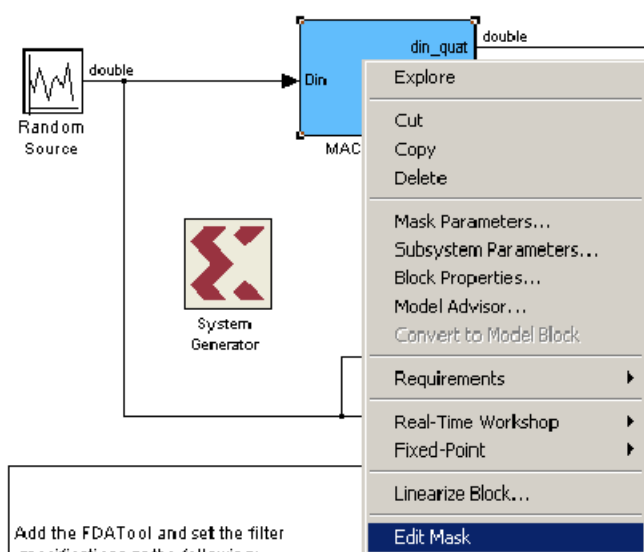 din_quat
double
double
Din
Random
Source
MAC
Explore
Cut
Copy
Delete
Mask Parameters...
Subsystem Parameters...
Block Properties...
Model Advisor...
Convert to Model Block
Requirements
Real-Time Workshop
Fixed-Point
Linearize Block...
Edit Mask
System
Generator
Add the FDATool and set the filter